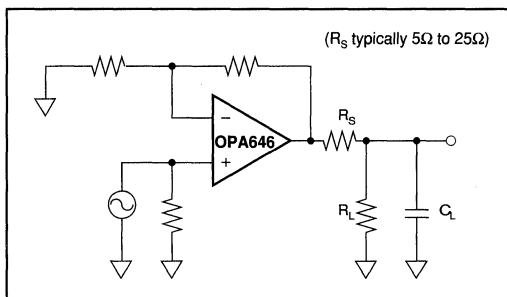 (R_S typically 5Ω to 25Ω)
−
OPA646
+
R_S
R_L
C_L